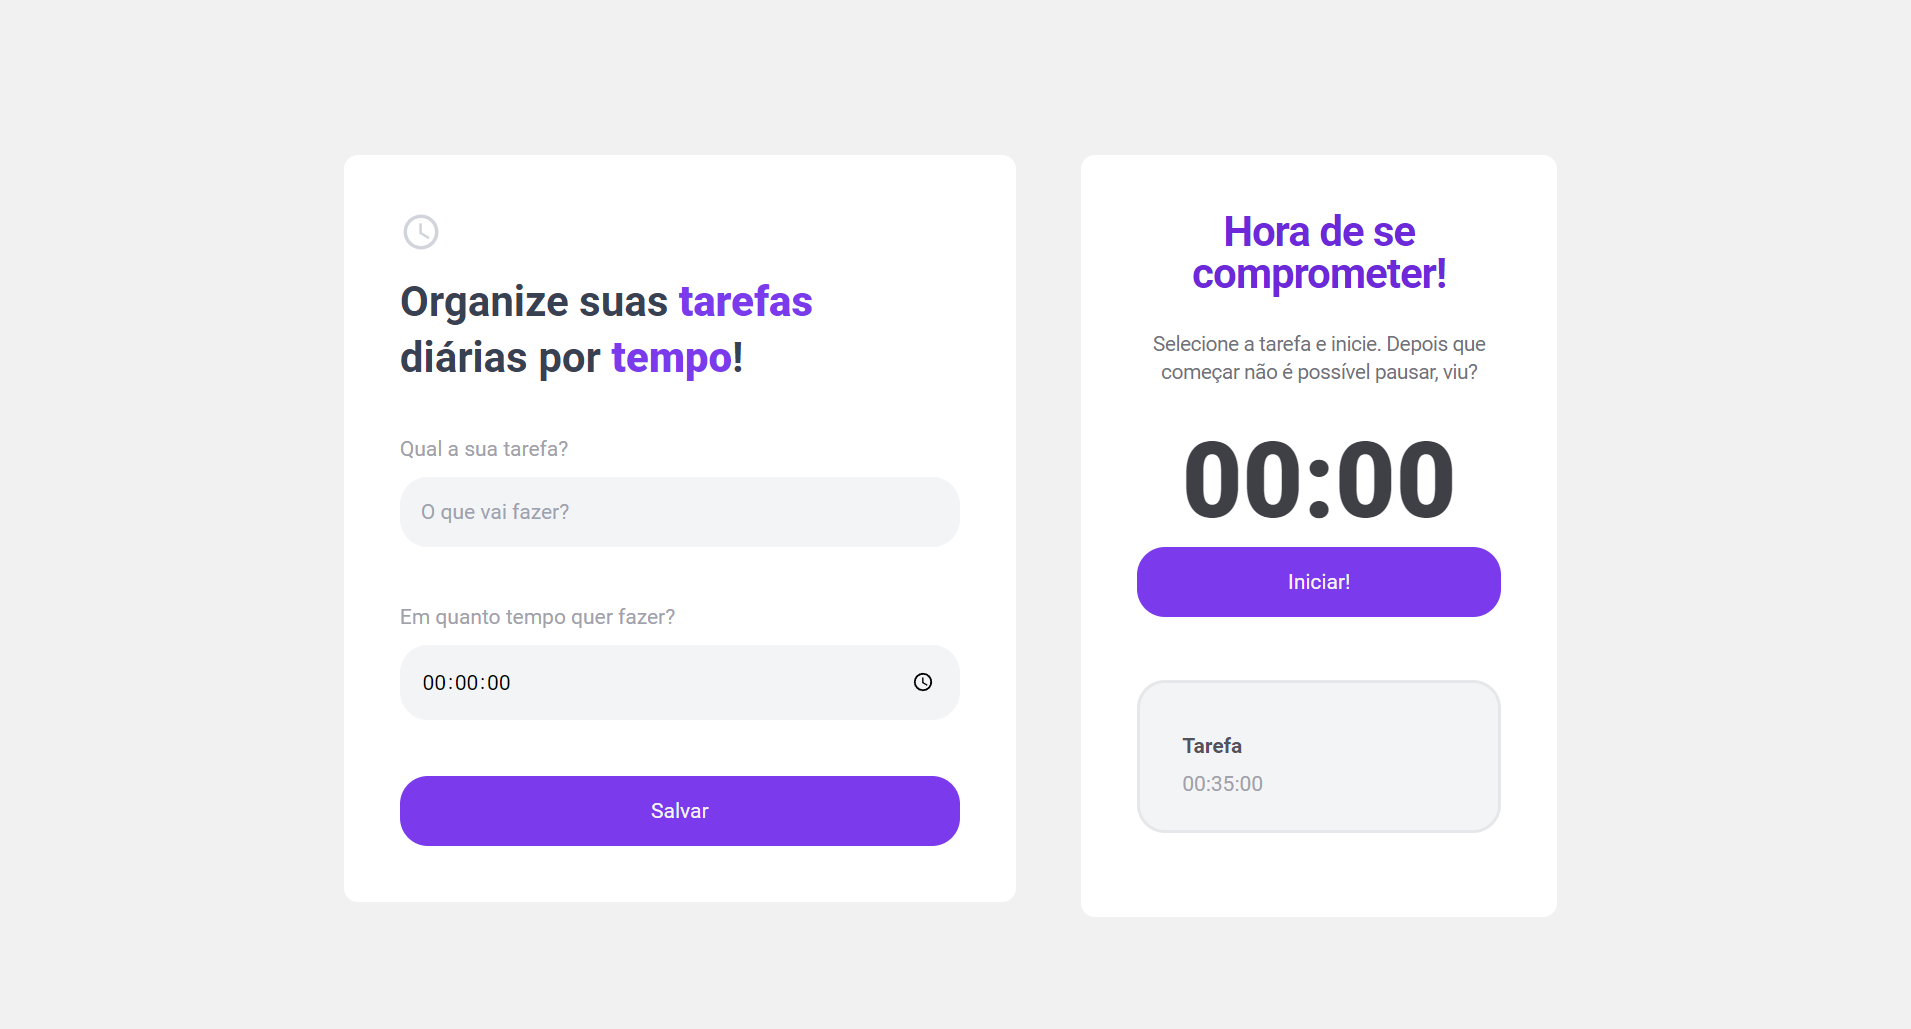 Organize suas tarefas
diárias por tempo!
Qual a sua tarefa?
O que vai fazer?
Em quanto tempo quer fazer?
00:00:00
Salvar
Hora de se
comprometer!
Selecione a tarefa e inicie. Depois que
começar não é possível pausar, viu?
00:00
Iniciar!
Tarefa
00:35:00